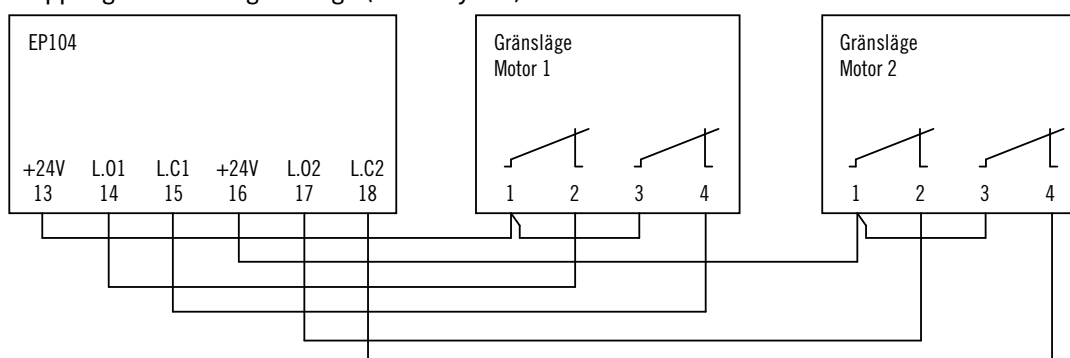 EP104
+24V L.O1 L.C1 +24V L.O2 L.C2
13 14 15 16 17 18
Gränsläge
Motor 1
1 2 3 4
Gränsläge
Motor 2
1 2 3 4